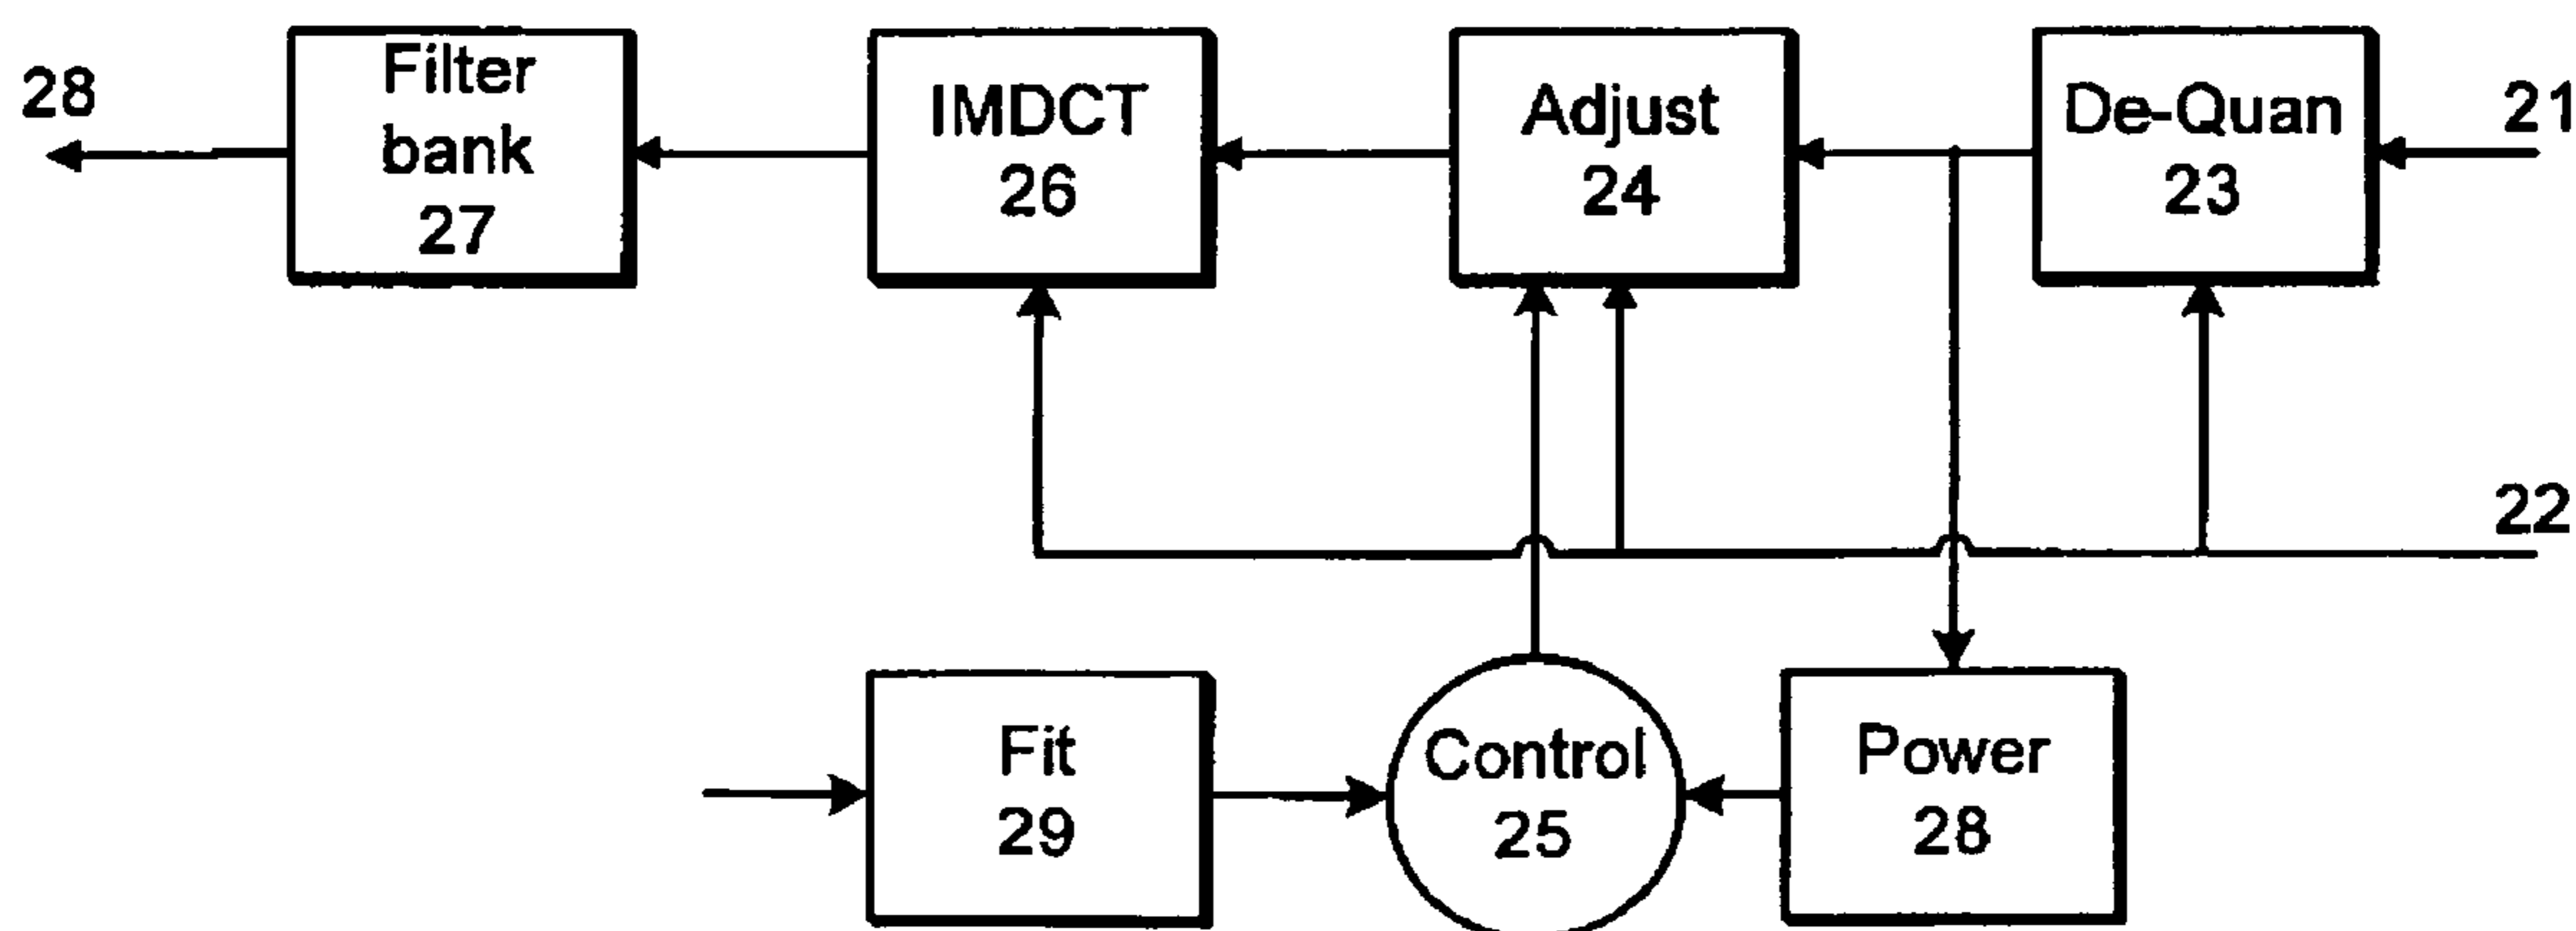 28
Filter
bank
27
IMDCT
26
Adjust
24
De-Quan
23
21
22
Fit
29
Control
25
Power
28